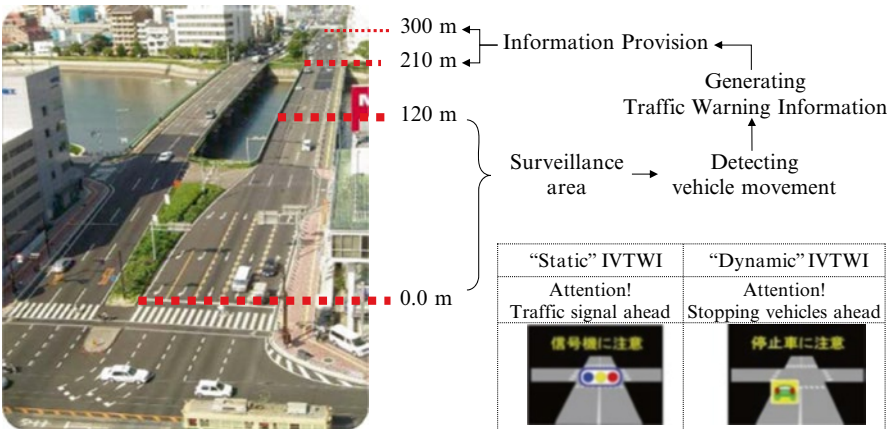 300 m
210 m
120 m
0.0 m
Information Provision
Generating
Traffic Warning Information
Surveillance
area
Detecting
vehicle movement
“Static” IVTWI
“Dynamic” IVTWI
Attention!
Traffic signal ahead
Attention!
Stopping vehicles ahead
信号機に注意
停止車に注意